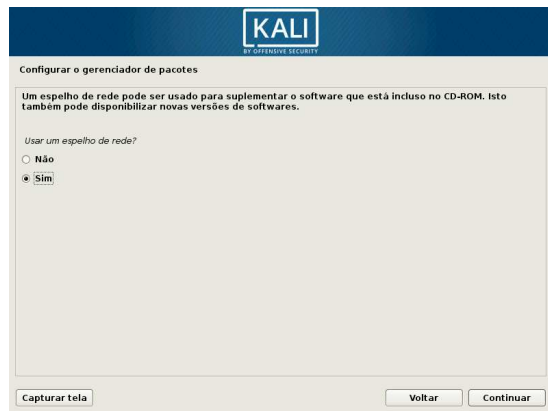 KALI
BY OFFENSIVE SECURITY
Configurar o gerenciador de pacotes
Um espelho de rede pode ser usado para suplementar o software que está incluso no CD-ROM. Isto
também pode disponibilizar novas versões de softwares.
Usar um espelho de rede?
Não
Sim
Capturar tela
Voltar
Continuar